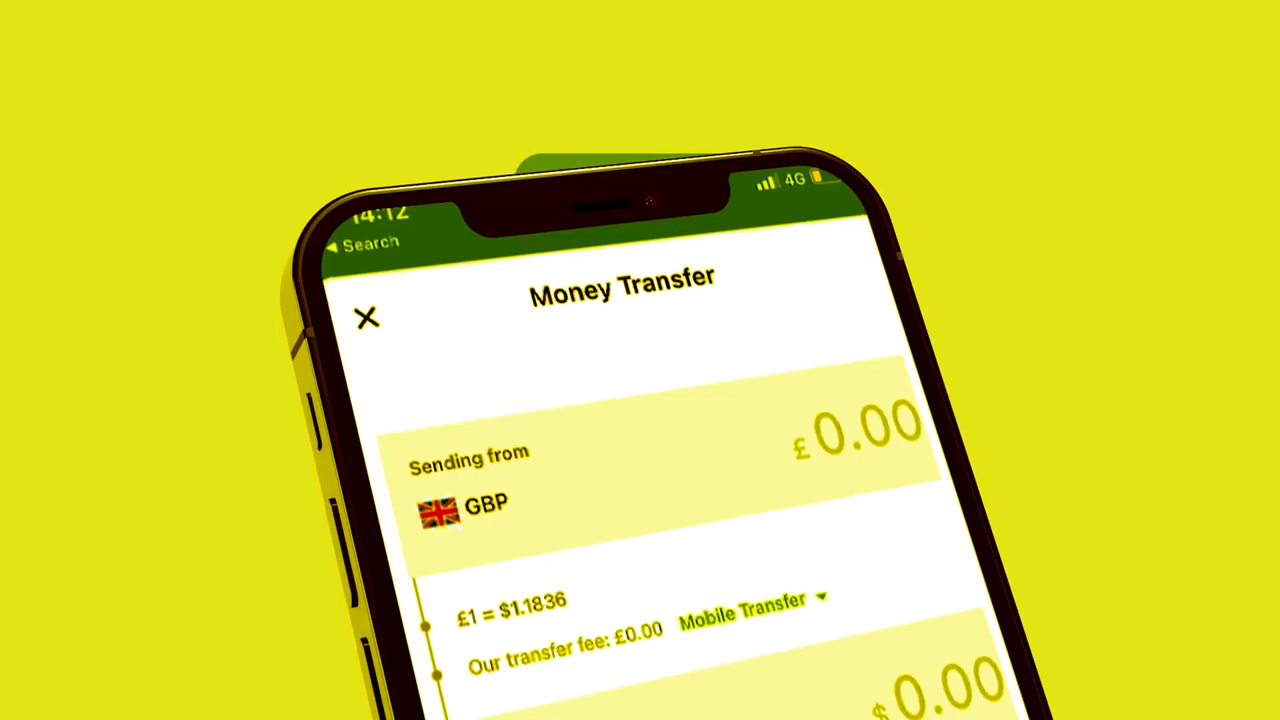 14:12
4G
Search
Money Transfer
Sending from
£0.00
GBP
£1 = $1.1836
Our transfer fee: £0.00 Mobile Transfer
$0.00